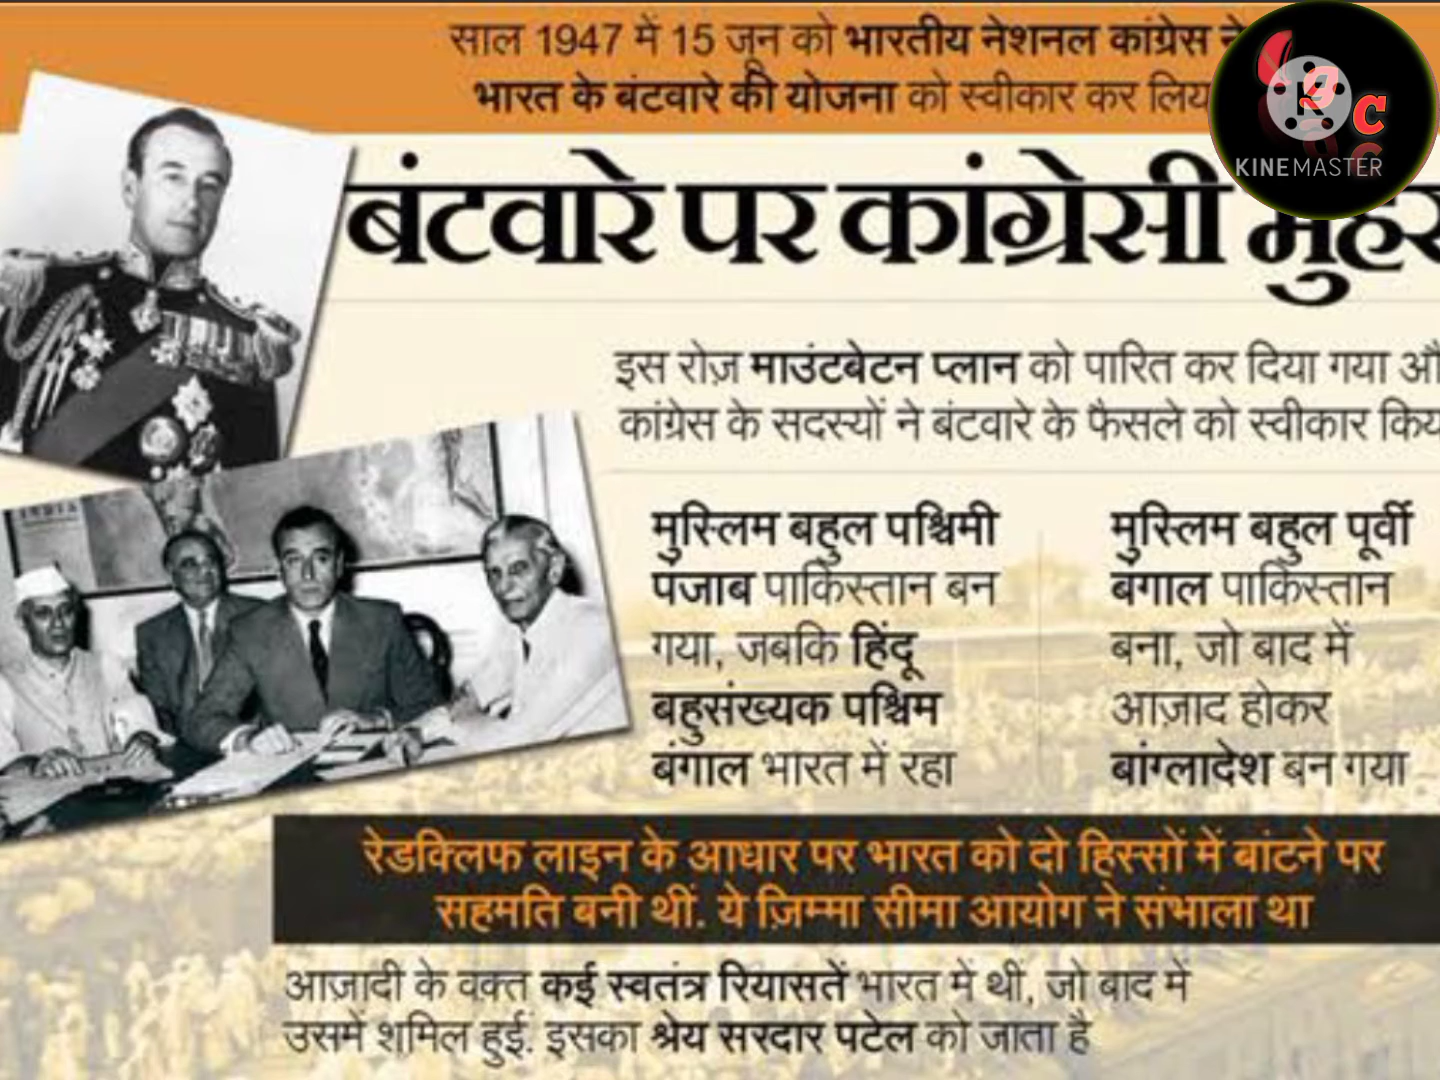 साल 1947 में 15 जून को भारतीय नेशनल कांग्रेस ने
भारत के बंटवारे की योजना को स्वीकार कर लिय
g c
KINEMASTER
बंटवारे पर कांग्रेसी मुहर
इस रोज़ माउंटबेटन प्लान को पारित कर दिया गया औ
कांग्रेस के सदस्यों ने बंटवारे के फैसले को स्वीकार किय
INDIA
मुस्लिम बहुल पश्चिमी
पंजाब पाकिस्तान बन
गया, जबकि हिंदू
बहुसंख्यक पश्चिम
बंगाल भारत में रहा
मुस्लिम बहुल पूर्वी
बंगाल पाकिस्तान
बना, जो बाद में
आज़ाद होकर
बांग्लादेश बन गया
रेडक्लिफ लाइन के आधार पर भारत को दो हिस्सों में बांटने पर
सहमति बनी थीं. ये ज़िम्मा सीमा आयोग ने संभाला था
आज़ादी के वक्त कई स्वतंत्र रियासतें भारत में थीं, जो बाद में
उसमें शमिल हुई. इसका श्रेय सरदार पटेल को जाता है